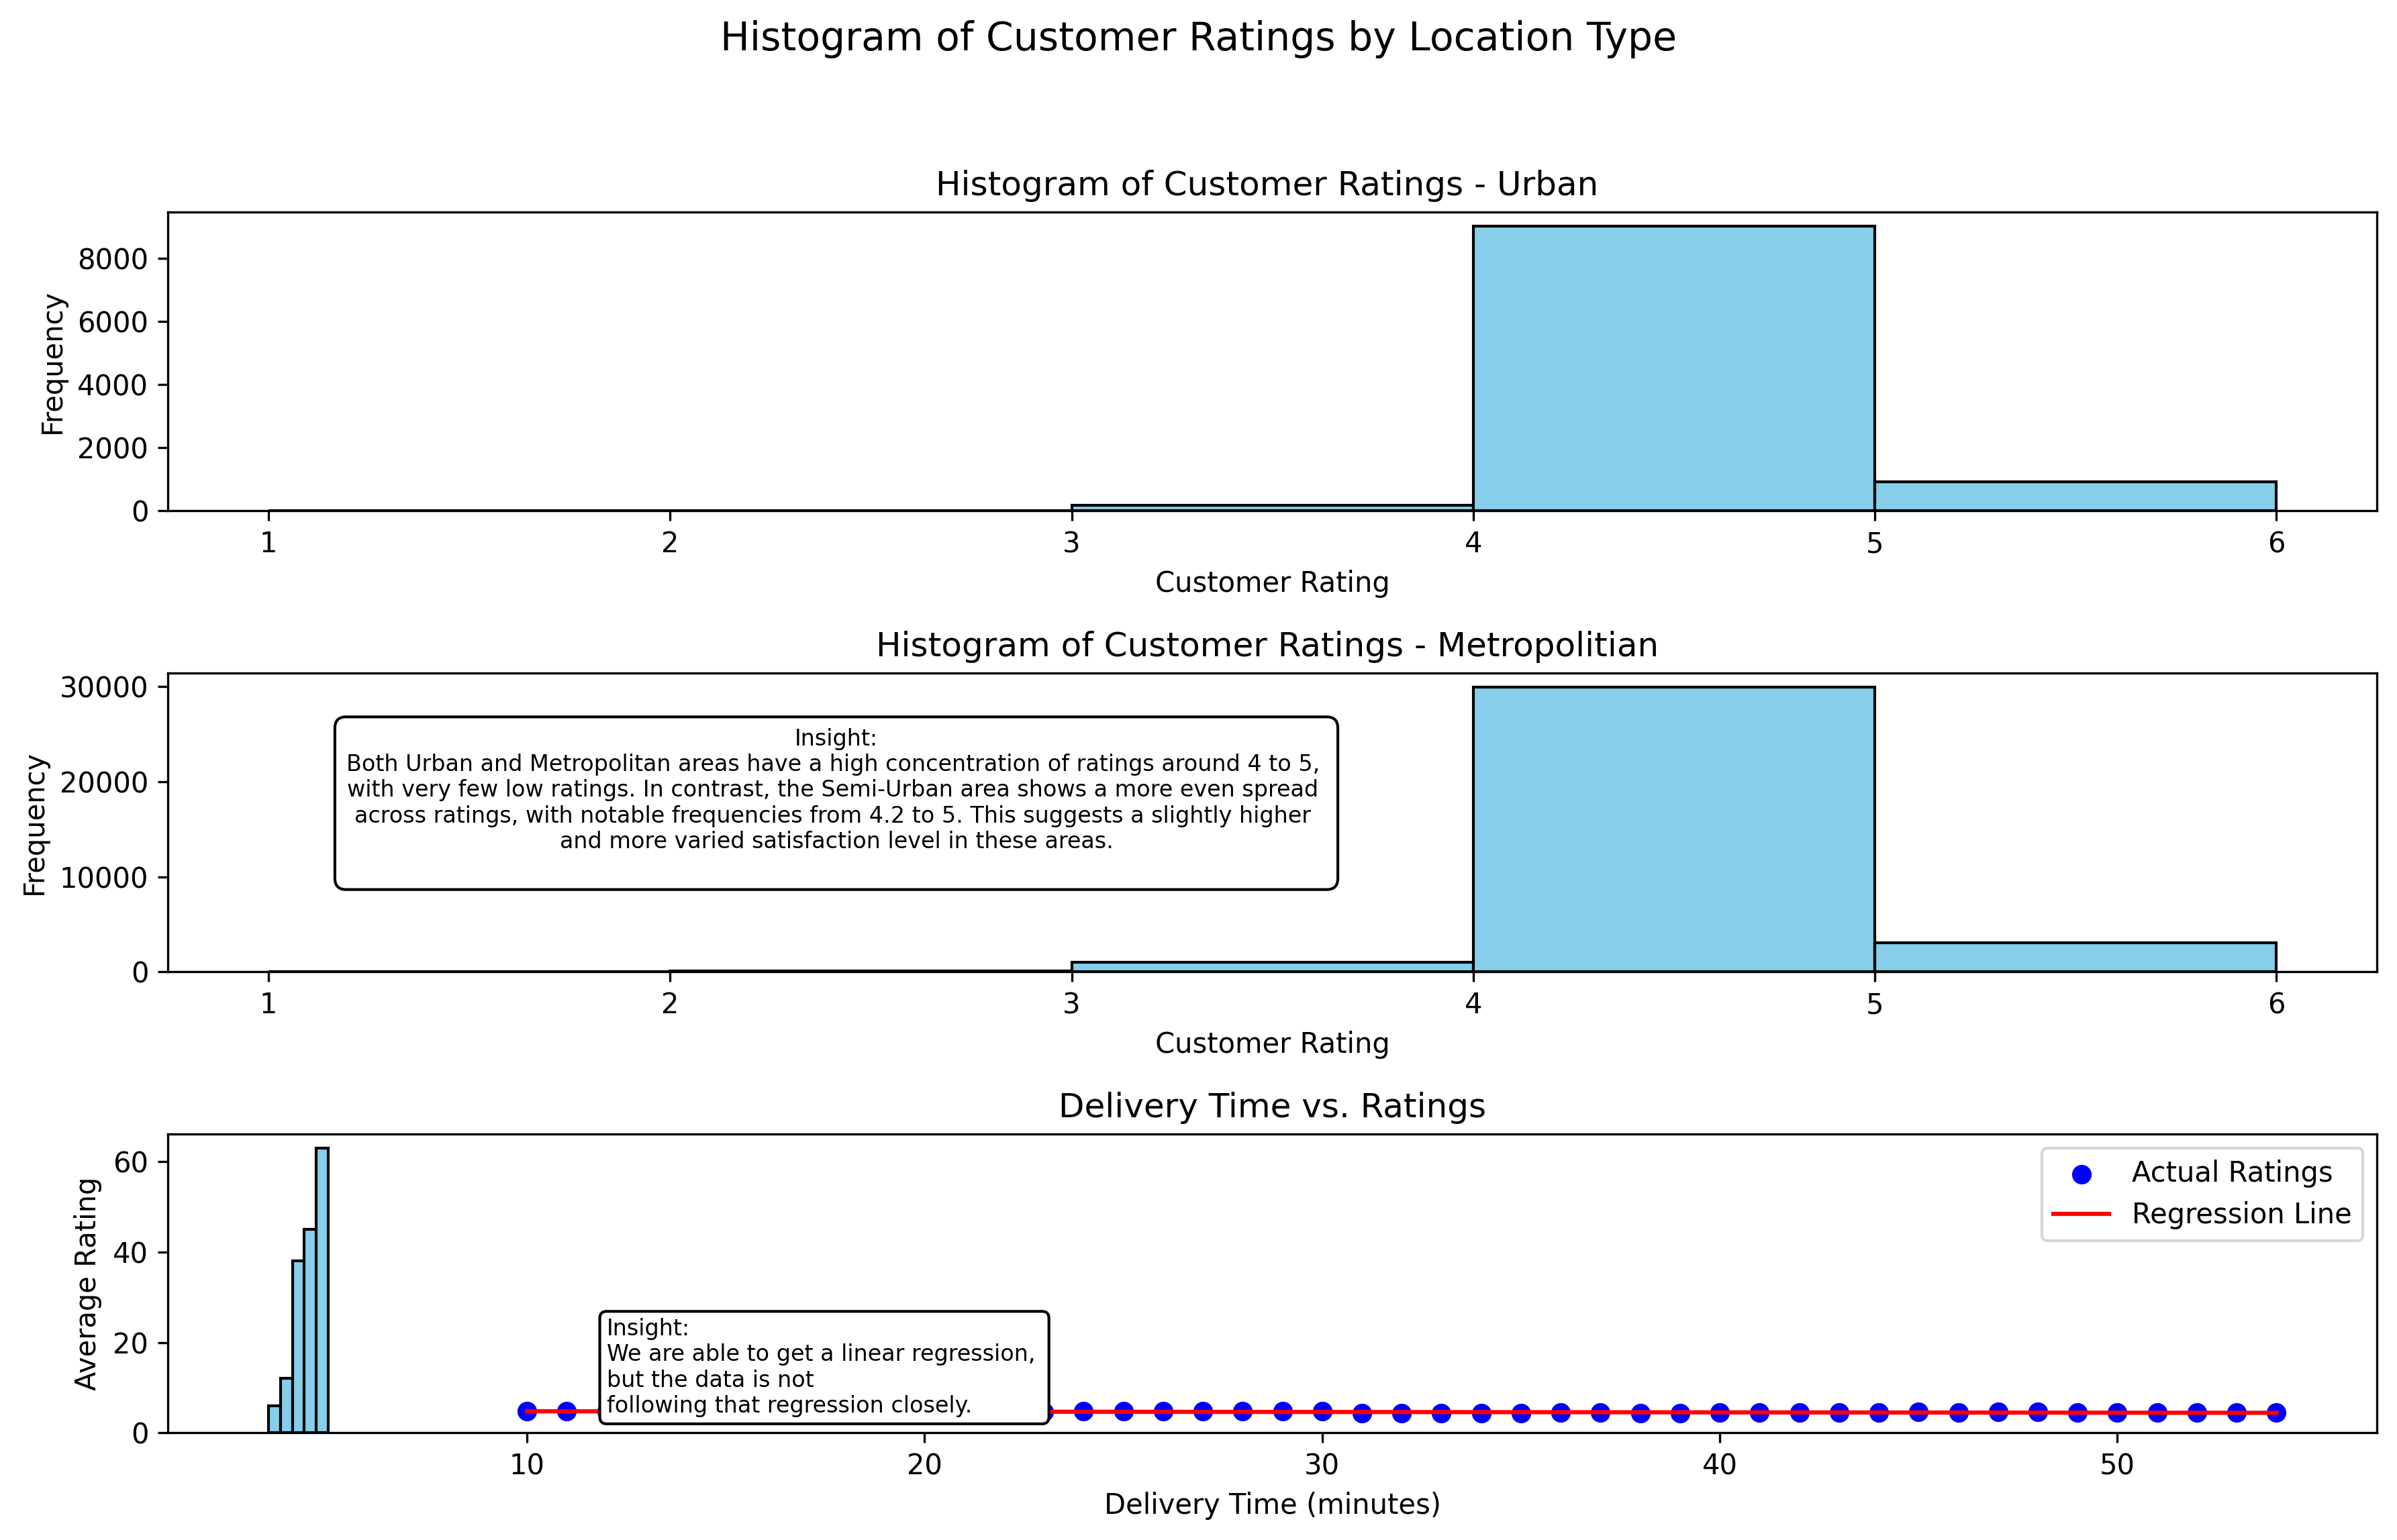 Histogram of Customer Ratings by Location Type
Histogram of Customer Ratings - Urban
Frequency
8000
6000
4000
2000
0
1 2 3 4 5 6
Customer Rating
Histogram of Customer Ratings - Metropolitian
Frequency
30000
20000
10000
0
Insight:
Both Urban and Metropolitan areas have a high concentration of ratings around 4 to 5,
with very few low ratings. In contrast, the Semi-Urban area shows a more even spread
across ratings, with notable frequencies from 4.2 to 5. This suggests a slightly higher
and more varied satisfaction level in these areas.
1 2 3 4 5 6
Customer Rating
Delivery Time vs. Ratings
Average Rating
60
40
20
0
Actual Ratings
Regression Line
Insight:
We are able to get a linear regression,
but the data is not
following that regression closely.
10 20 30 40 50
Delivery Time (minutes)